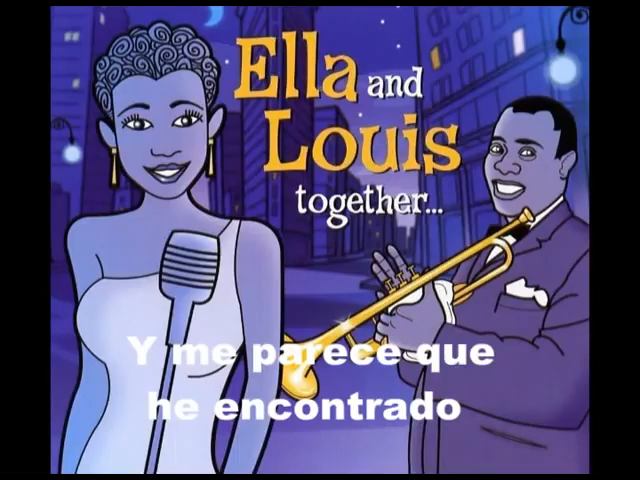 Ella and
Louis
together...
Y me parece que
he encontrado